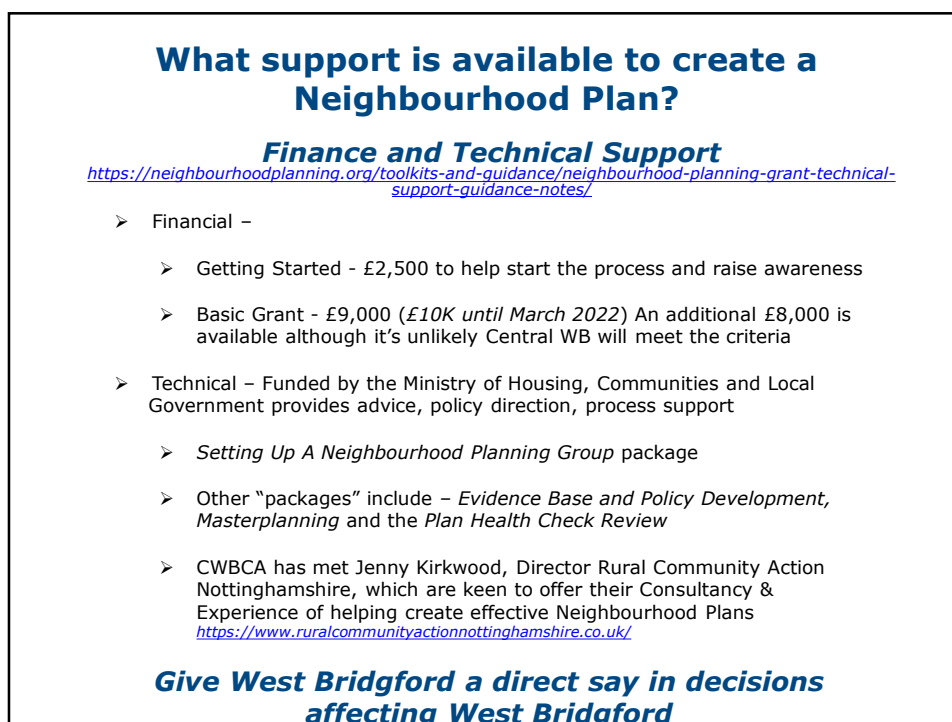 What support is available to create a
Neighbourhood Plan?
Finance and Technical Support
https://neighbourhoodplanning.org/toolkits-and-guidance/neighbourhood-planning-grant-technical-
support-guidance-notes/
➢ Financial –
➢ Getting Started - £2,500 to help start the process and raise awareness
➢ Basic Grant - £9,000 (£10K until March 2022) An additional £8,000 is
available although it's unlikely Central WB will meet the criteria
➢ Technical – Funded by the Ministry of Housing, Communities and Local
Government provides advice, policy direction, process support
➢ Setting Up A Neighbourhood Planning Group package
➢ Other “packages” include – Evidence Base and Policy Development,
Masterplanning and the Plan Health Check Review
➢ CWBCA has met Jenny Kirkwood, Director Rural Community Action
Nottinghamshire, which are keen to offer their Consultancy &
Experience of helping create effective Neighbourhood Plans
https://www.ruralcommunityactionnottinghamshire.co.uk/
Give West Bridgford a direct say in decisions
affecting West Bridgford